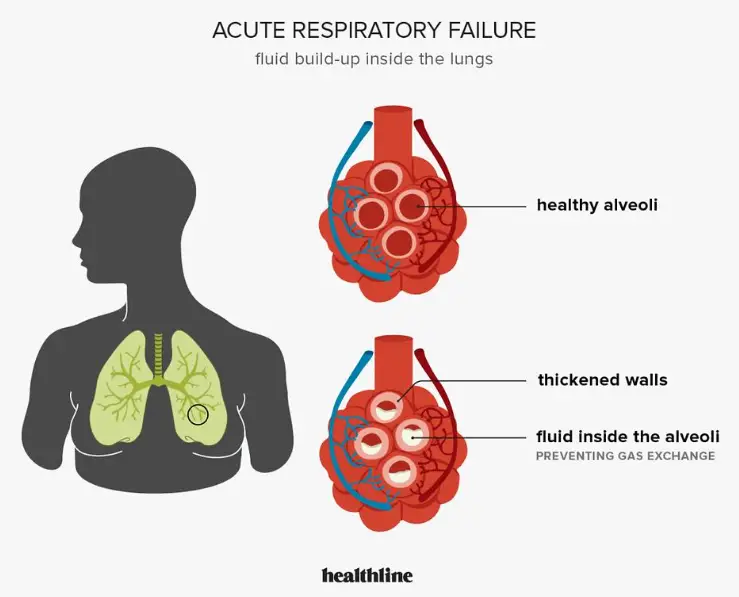 ACUTE RESPIRATORY FAILURE
fluid build-up inside the lungs
healthy alveoli
thickened walls
fluid inside the alveoli
PREVENTING GAS EXCHANGE
healthline